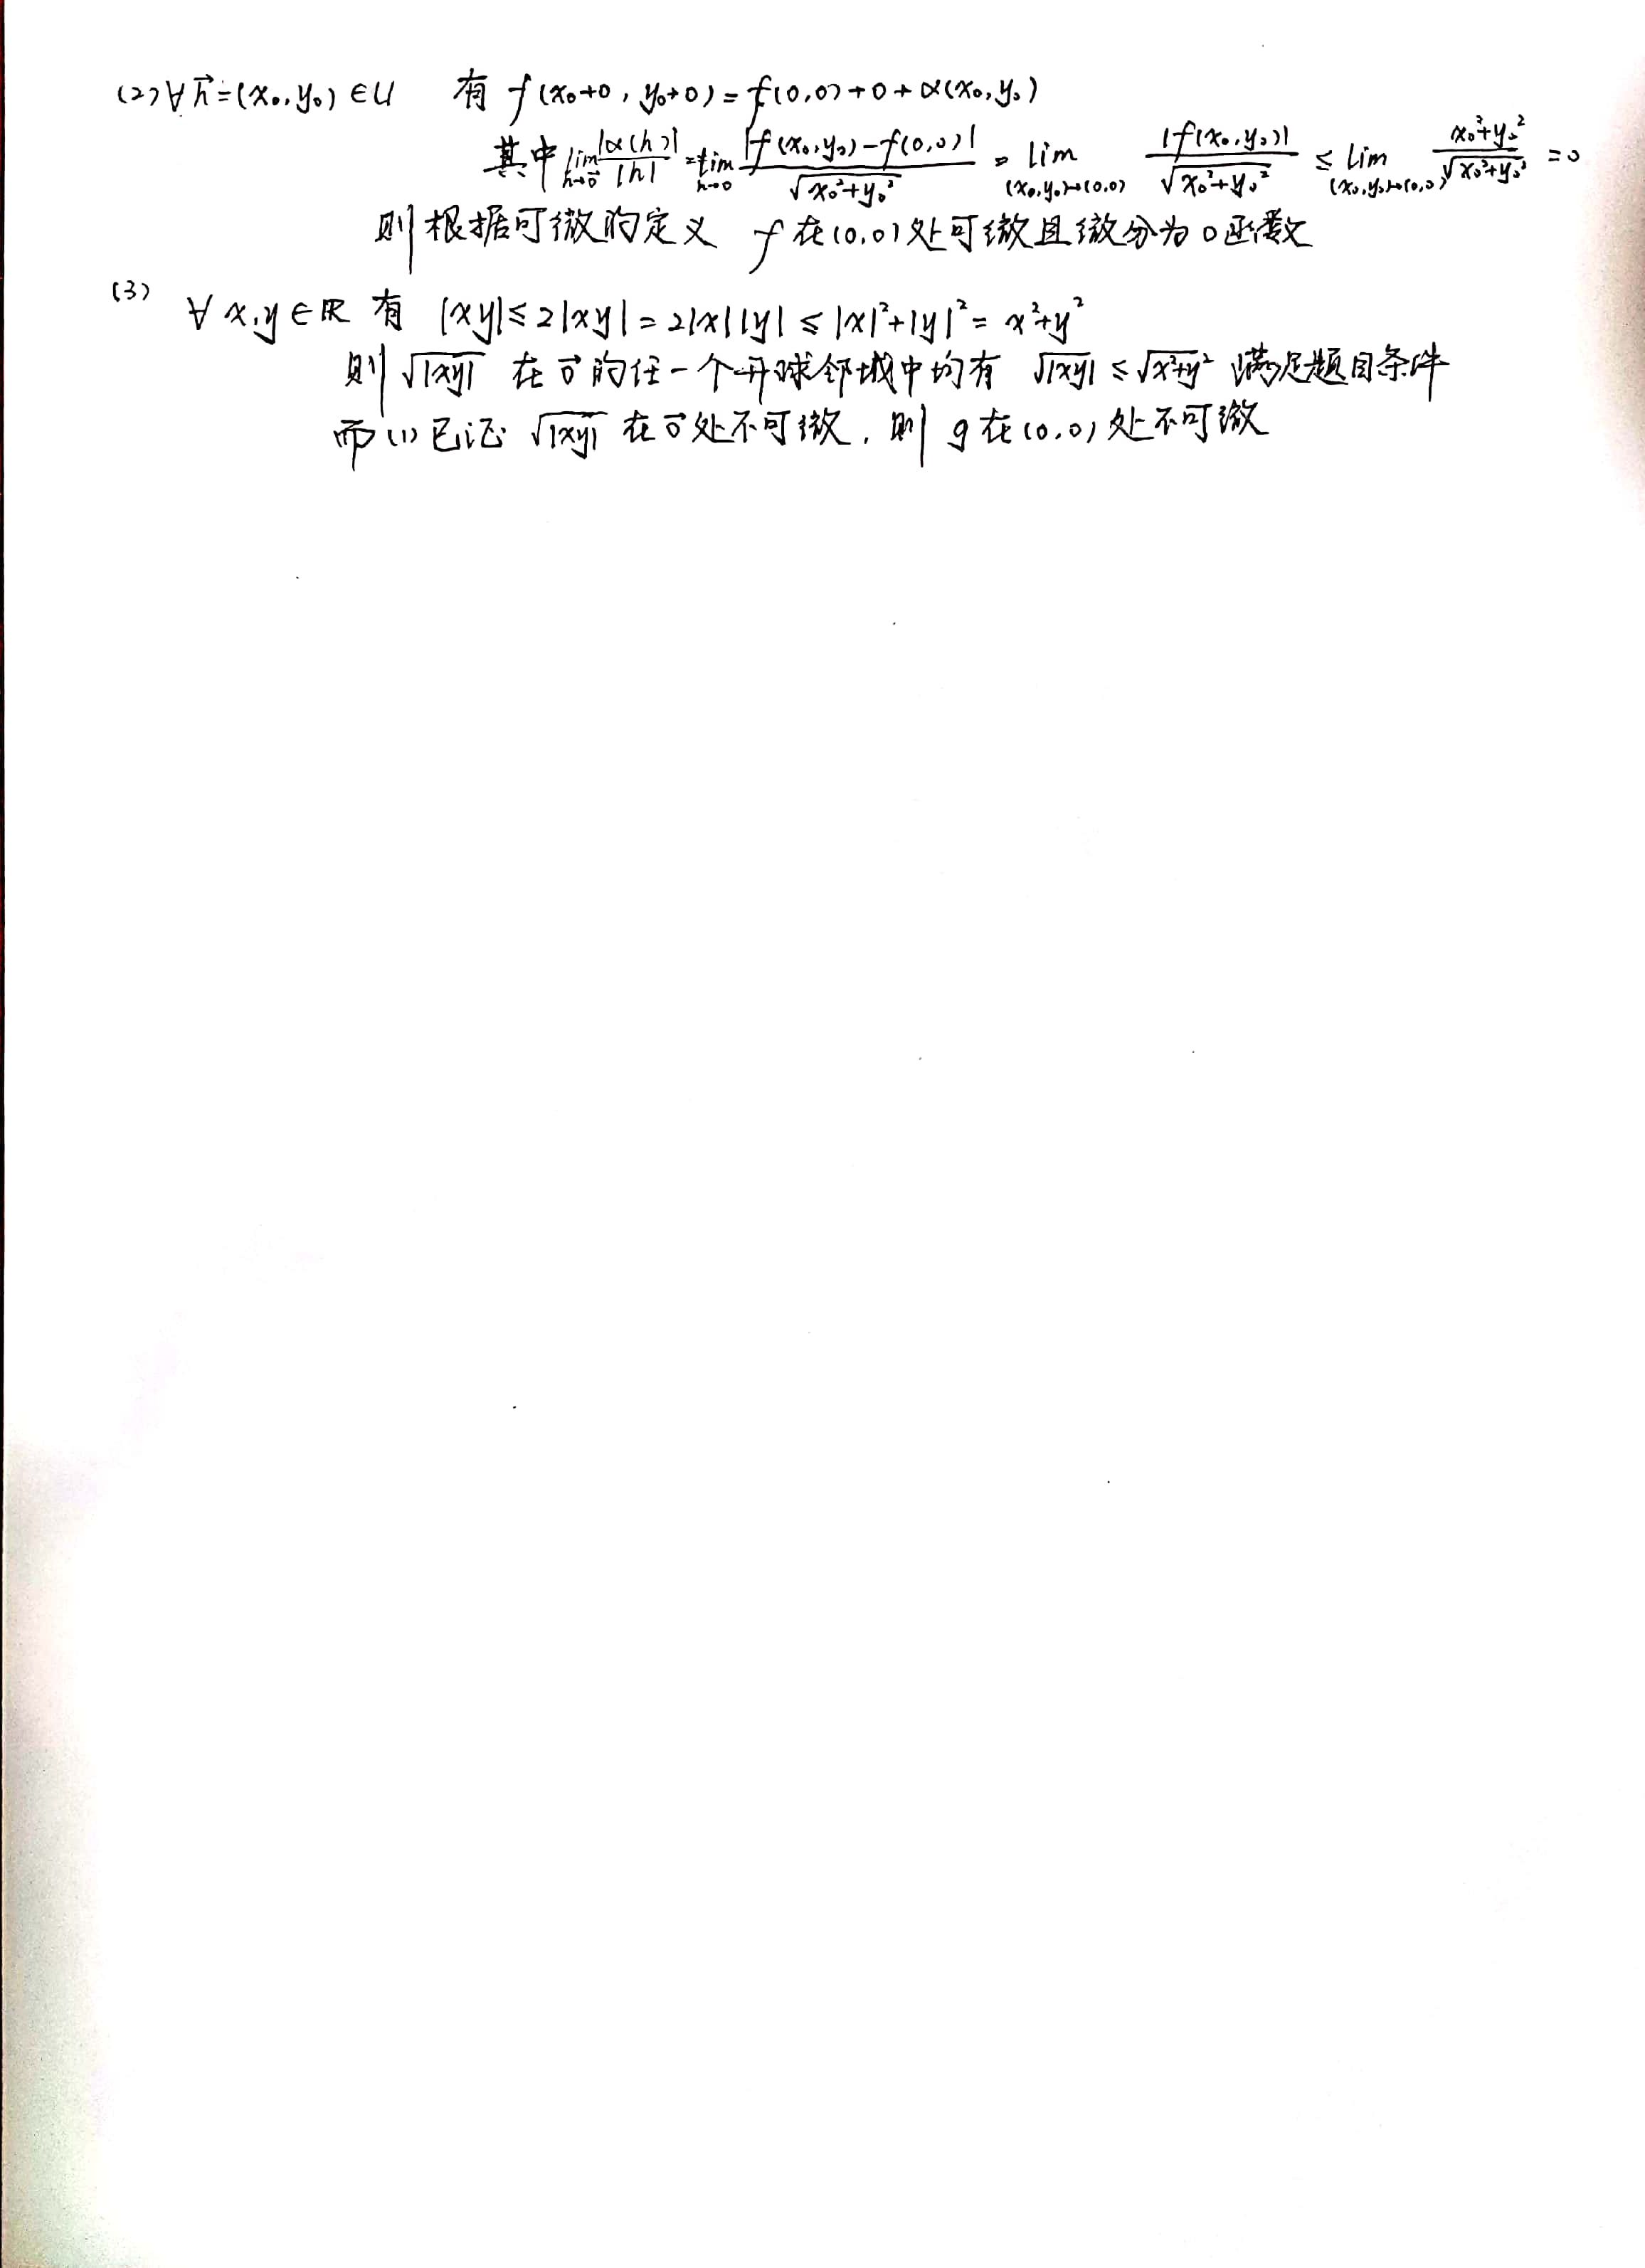 (2) ∀ h⃗ = (x₀, y₀) ∈ U 有 f(x₀+0, y₀+0) = f(0,0) + 0 + α(x₀, y₀)
其中 lim_{h→0⃗} |α(h)|/|h| = lim_{h→0} |f(x₀,y₀) - f(0,0)|/√(x₀²+y₀²) = lim_{(x₀,y₀)→(0,0)} |f(x₀,y₀)|/√(x₀²+y₀²) ≤ lim_{(x₀,y₀)→(0,0)} (x₀²+y₀²)/√(x₀²+y₀²) = 0
则根据可微的定义 f 在(0,0)处可微且微分为0函数
(3) ∀ x,y ∈ ℝ 有 |xy| ≤ 2|xy| = 2|x||y| ≤ |x|²+|y|² = x²+y²
则 √|xy| 在 0⃗ 的任一个开球邻域中均有 √|xy| ≤ √(x²+y²) 满足题目条件
而(1)已证 √|xy| 在 0⃗ 处不可微, 则 g 在(0,0)处不可微